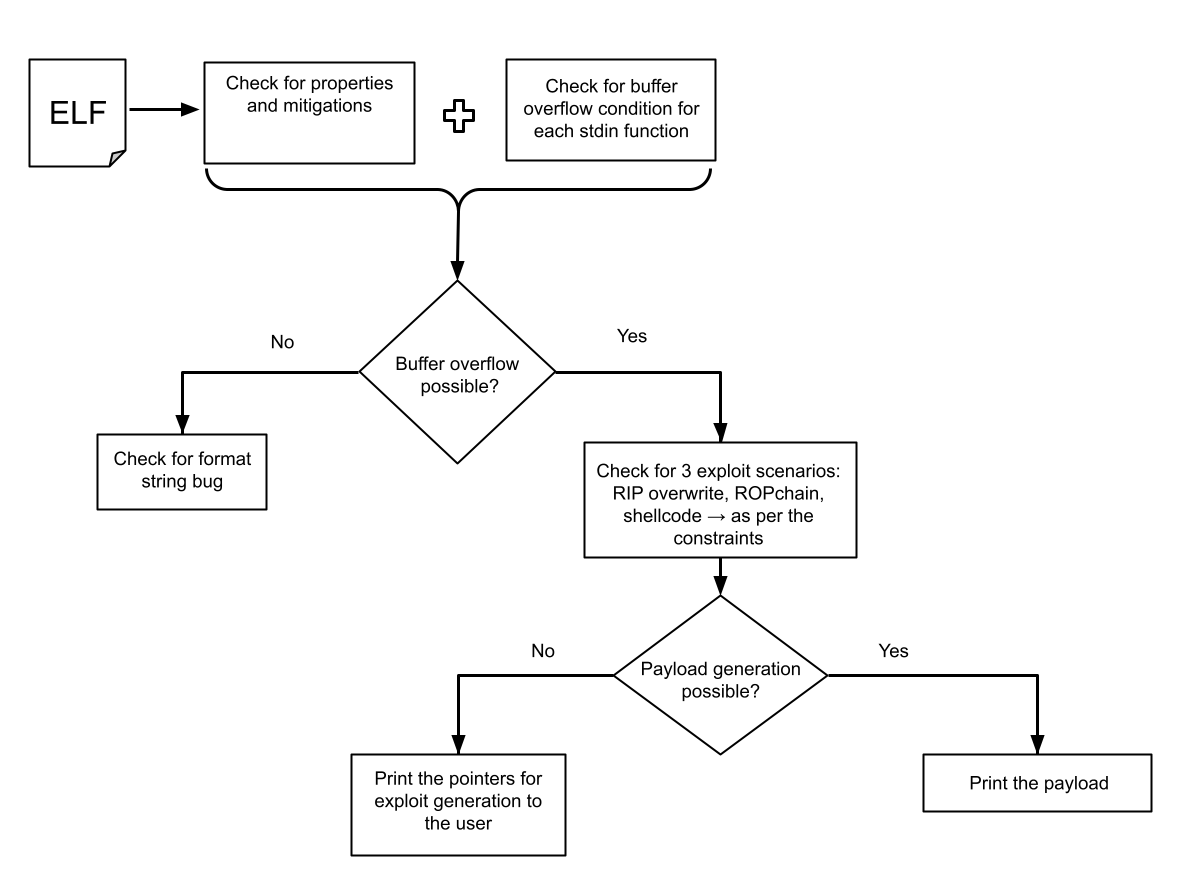 ELF
Check for properties
and mitigations
Check for buffer
overflow condition for
each stdin function
No
Yes
Buffer overflow
possible?
Check for format
string bug
Check for 3 exploit scenarios:
RIP overwrite, ROPchain,
shellcode → as per the
constraints
No
Yes
Payload generation
possible?
Print the pointers for
exploit generation to
the user
Print the payload